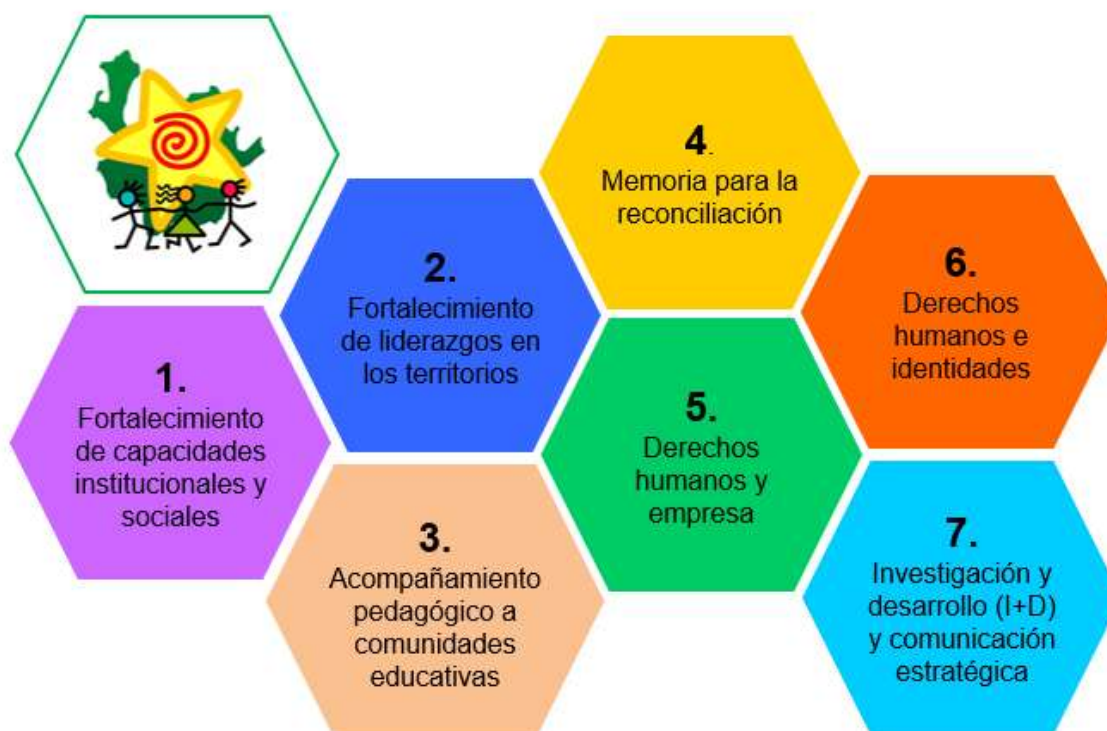 1.
Fortalecimiento
de capacidades
institucionales y
sociales
2.
Fortalecimiento
de liderazgos en
los territorios
3.
Acompañamiento
pedagógico a
comunidades
educativas
4.
Memoria para la
reconciliación
5.
Derechos
humanos y
empresa
6.
Derechos
humanos e
identidades
7.
Investigación y
desarrollo (I+D)
y comunicación
estratégica